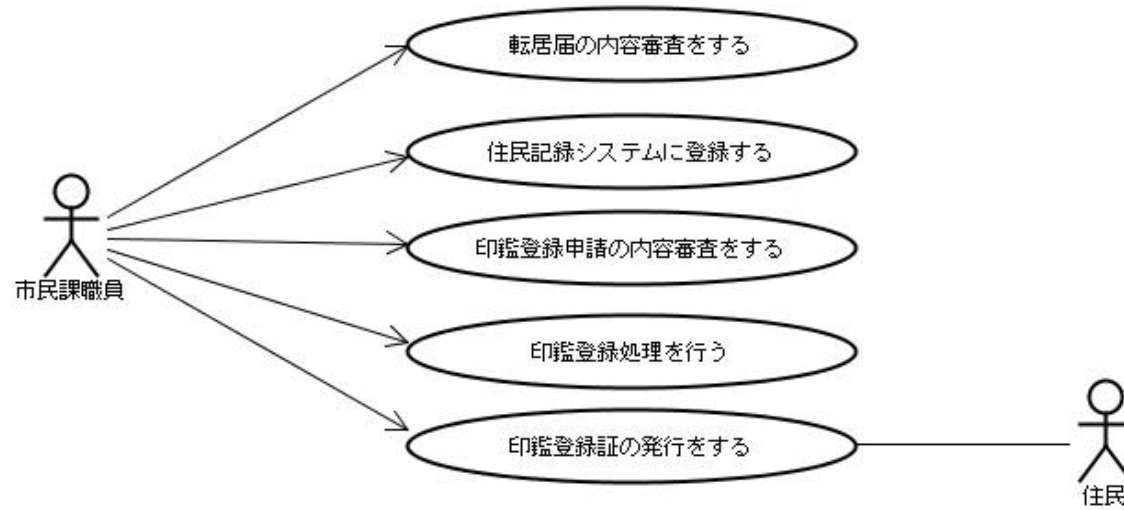 転居届の内容審査をする
住民記録システムに登録する
印鑑登録申請の内容審査をする
市民課職員
印鑑登録処理を行う
印鑑登録証の発行をする
住民